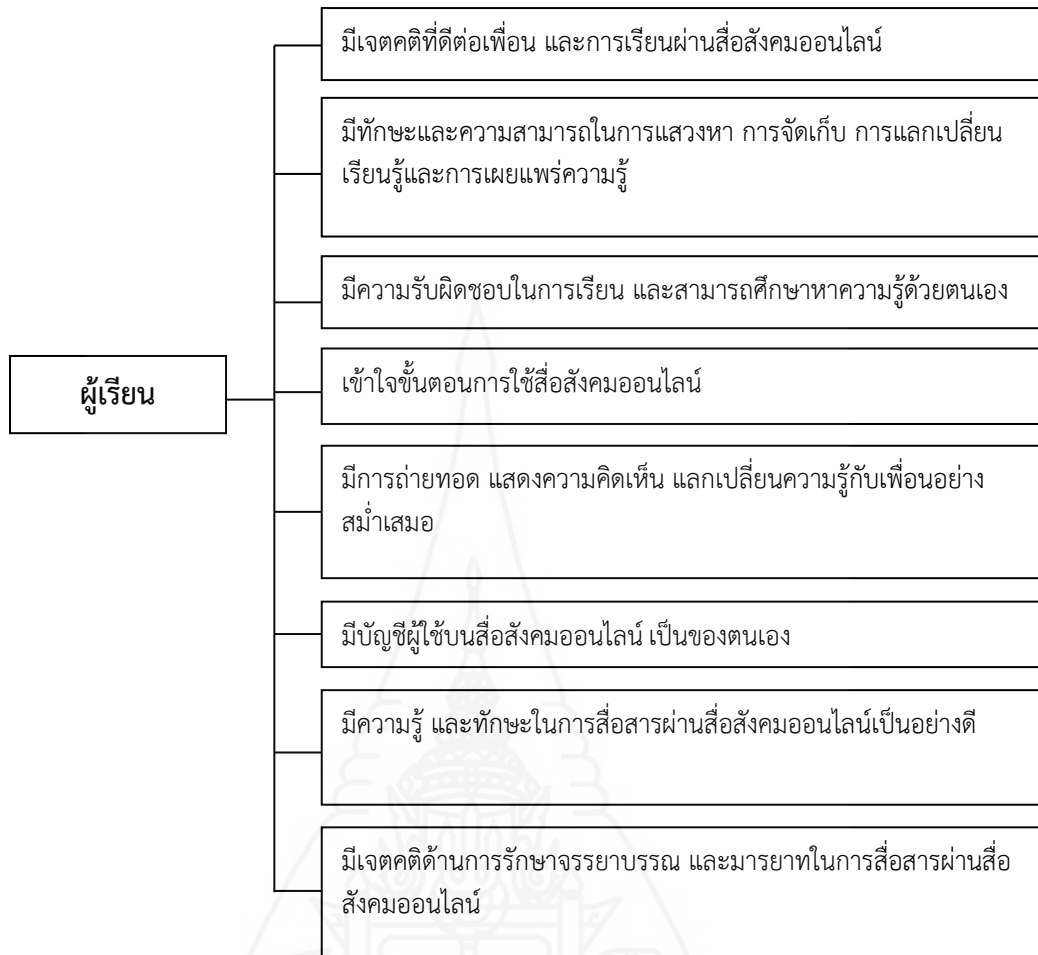 มีเจตคติที่ดีต่อเพื่อน และการเรียนผ่านสื่อสังคมออนไลน์
มีทักษะและความสามารถในการแสวงหา การจัดเก็บ การแลกเปลี่ยน
เรียนรู้และการเผยแพร่ความรู้
มีความรับผิดชอบในการเรียน และสามารถศึกษาหาความรู้ด้วยตนเอง
ผู้เรียน
เข้าใจขั้นตอนการใช้สื่อสังคมออนไลน์
มีการถ่ายทอด แสดงความคิดเห็น แลกเปลี่ยนความรู้กับเพื่อนอย่าง
สม่ำเสมอ
มีบัญชีผู้ใช้บนสื่อสังคมออนไลน์ เป็นของตนเอง
มีความรู้ และทักษะในการสื่อสารผ่านสื่อสังคมออนไลน์เป็นอย่างดี
มีเจตคติด้านการรักษาจรรยาบรรณ และมารยาทในการสื่อสารผ่านสื่อ
สังคมออนไลน์